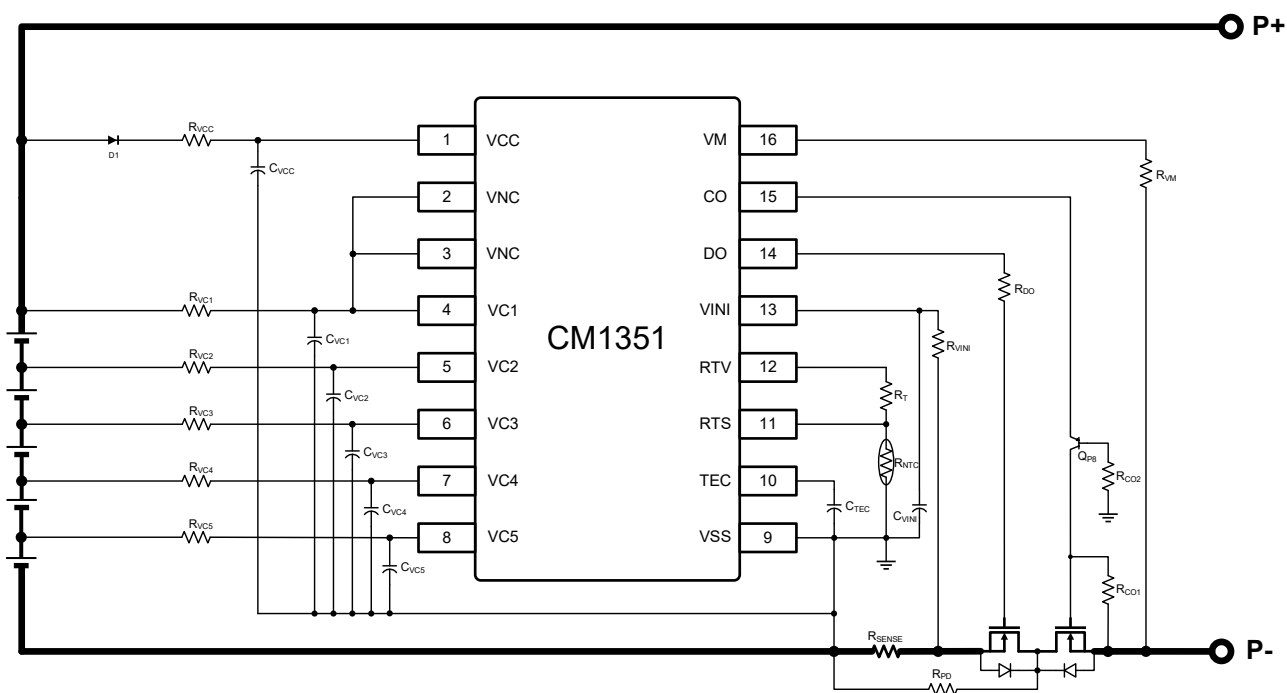 P+
RVCC
D1
CVCC
1 VCC
VM 16
RVM
2 VNC
CO 15
3 VNC
DO 14
RDO
RVC1
CVC1
4 VC1
VINI 13
RVINI
CM1351
RVC2
CVC2
5 VC2
RTV 12
RT
RVC3
CVC3
6 VC3
RTS 11
RNTC
QP8
RCO2
RVC4
CVC4
7 VC4
TEC 10
CTEC
CVINI
RVC5
CVC5
8 VC5
VSS 9
RCO1
RSENSE
P-
RPD